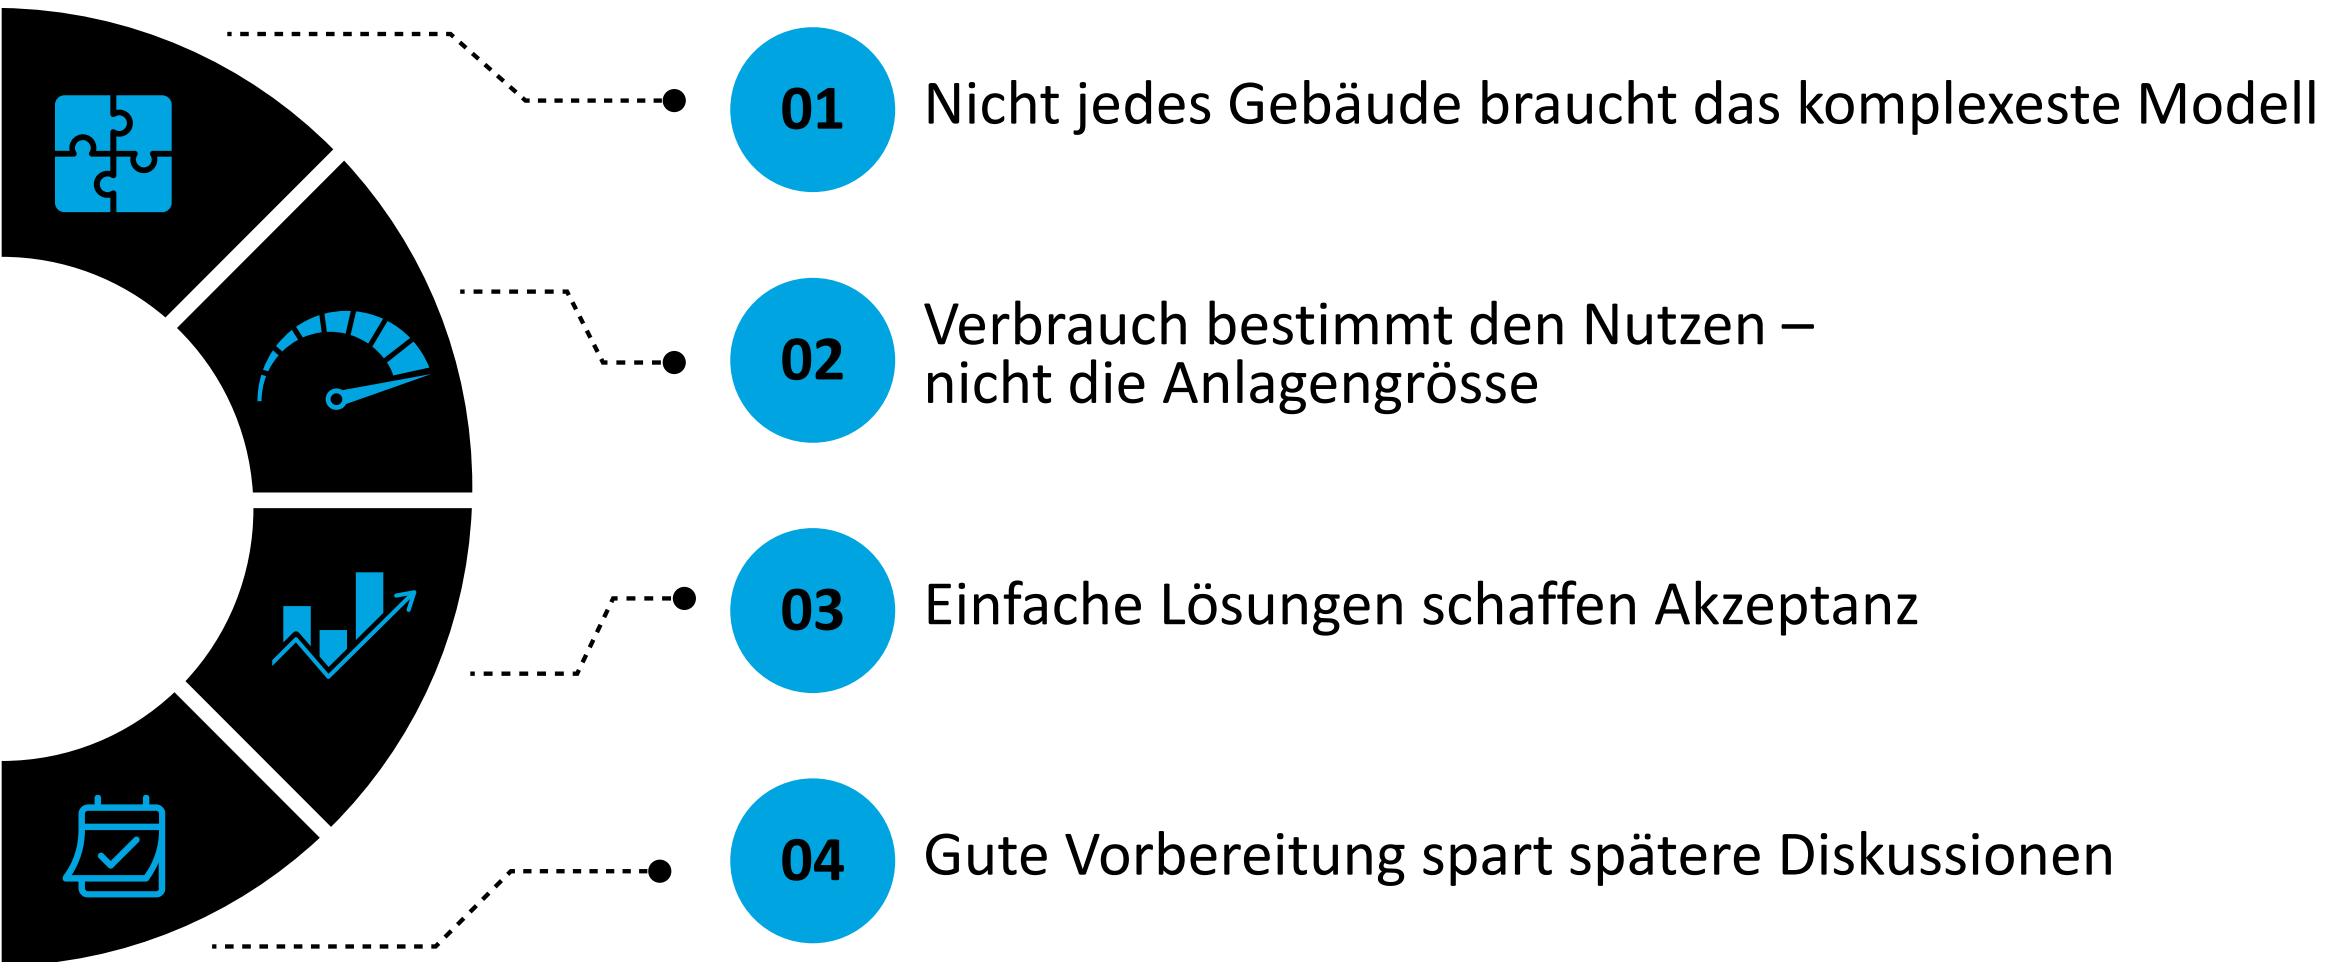 01
Nicht jedes Gebäude braucht das komplexeste Modell
02
Verbrauch bestimmt den Nutzen –
nicht die Anlagengrösse
03
Einfache Lösungen schaffen Akzeptanz
04
Gute Vorbereitung spart spätere Diskussionen